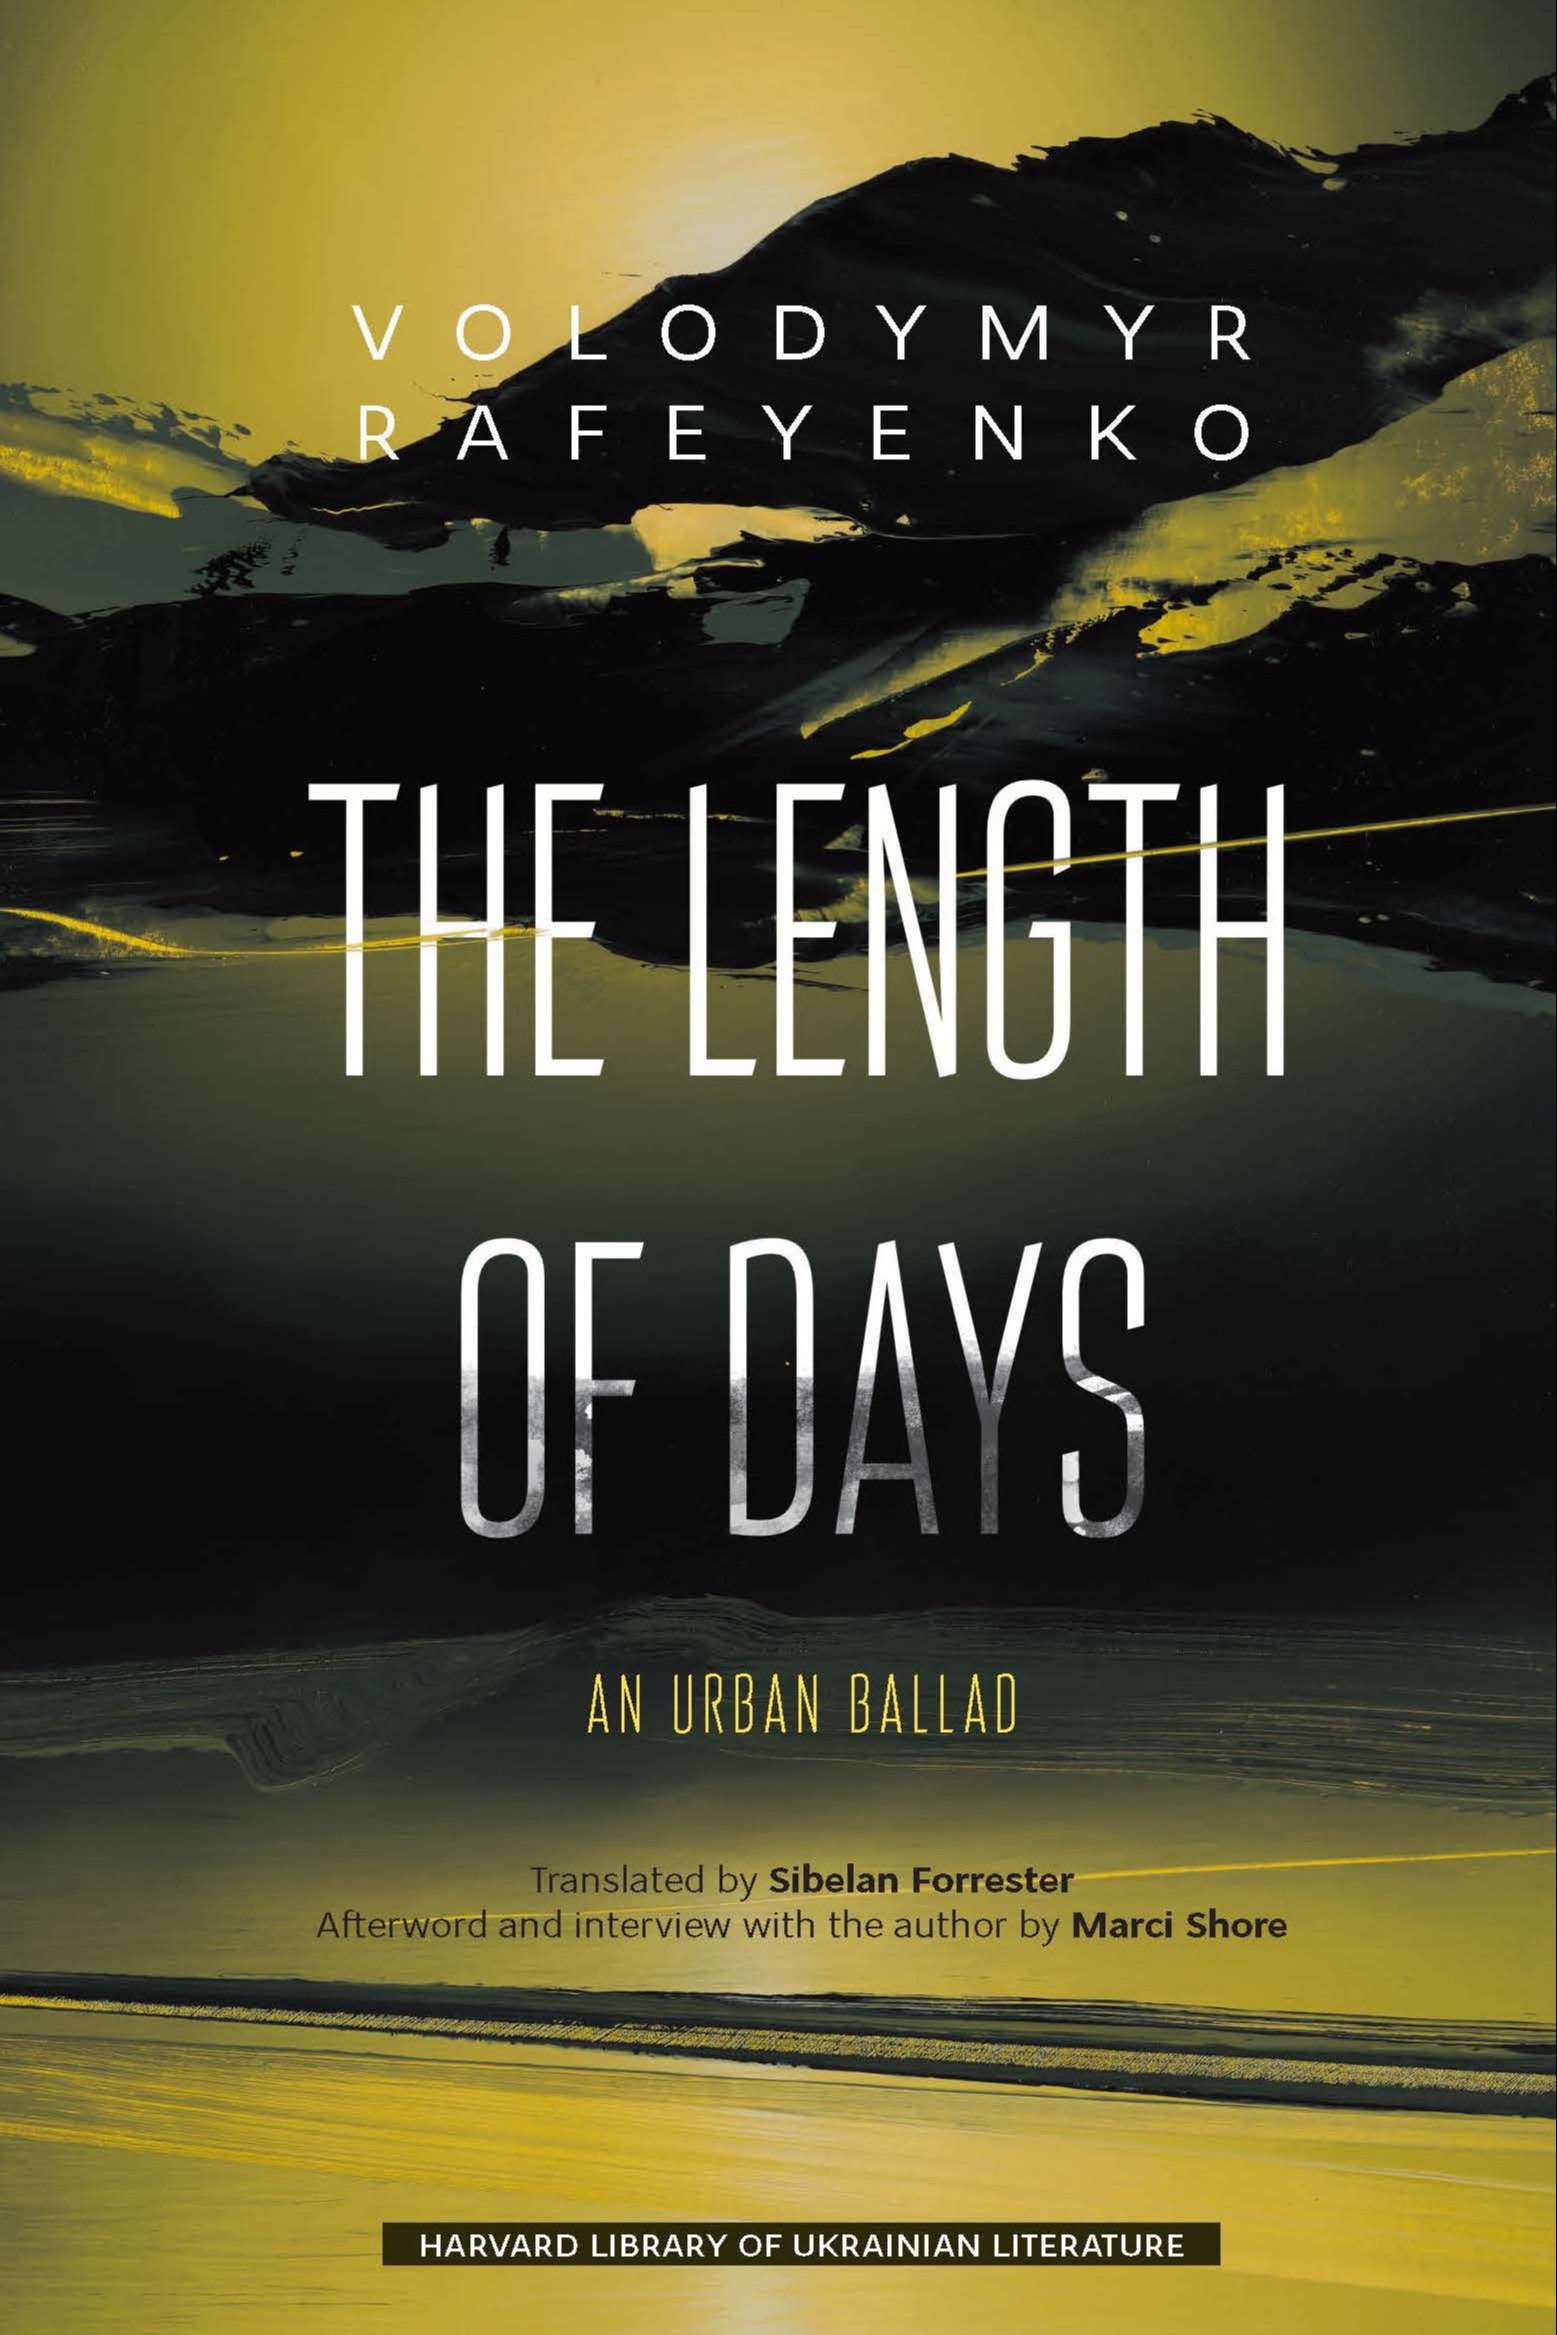 VOLODYMYR
RAFEYENKO
THE LENGTH
OF DAYS
AN URBAN BALLAD
Translated by Sibelan Forrester
Afterword and interview with the author by Marci Shore
HARVARD LIBRARY OF UKRAINIAN LITERATURE